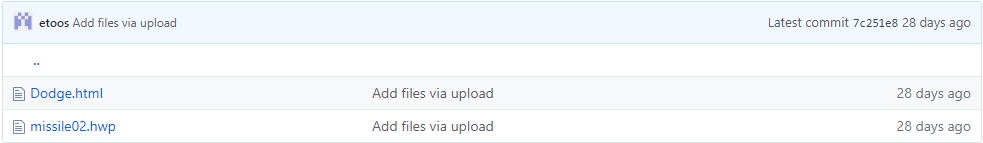 etoos Add files via upload Latest commit 7c251e8 28 days ago
..
Dodge.html Add files via upload 28 days ago
missile02.hwp Add files via upload 28 days ago